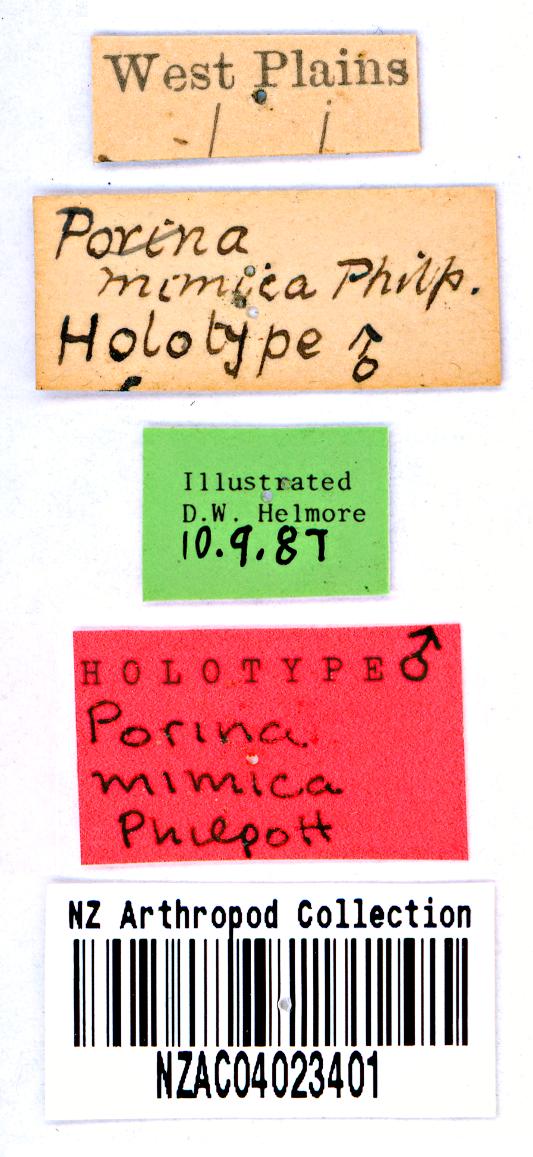 West Plains
Porina
mimica Philp.
Holotype ♂
Illustrated
D.W. Helmore
10.9.87
HOLOTYPE ♂
Porina
mimica
Philpott
NZ Arthropod Collection
NZAC04023401